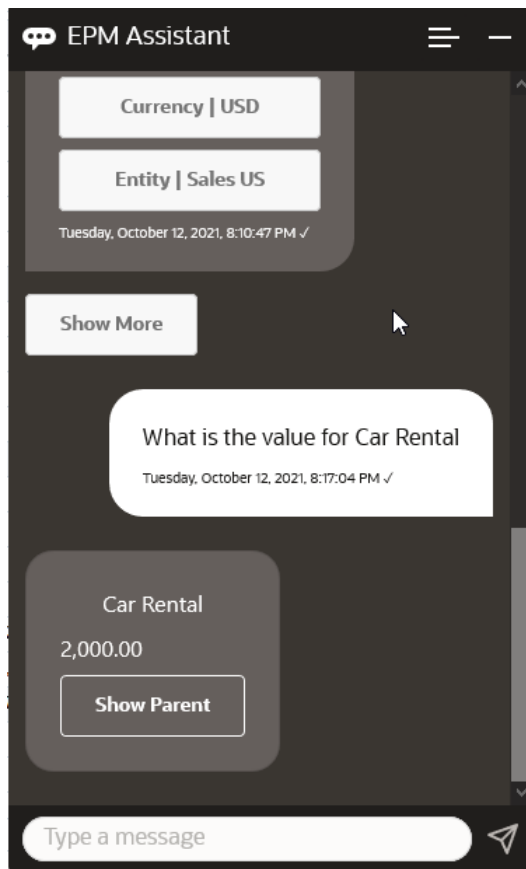 EPM Assistant
Currency | USD
Entity | Sales US
Tuesday, October 12, 2021, 8:10:47 PM ✓
Show More
What is the value for Car Rental
Tuesday, October 12, 2021, 8:17:04 PM ✓
Car Rental
2,000.00
Show Parent
Type a message